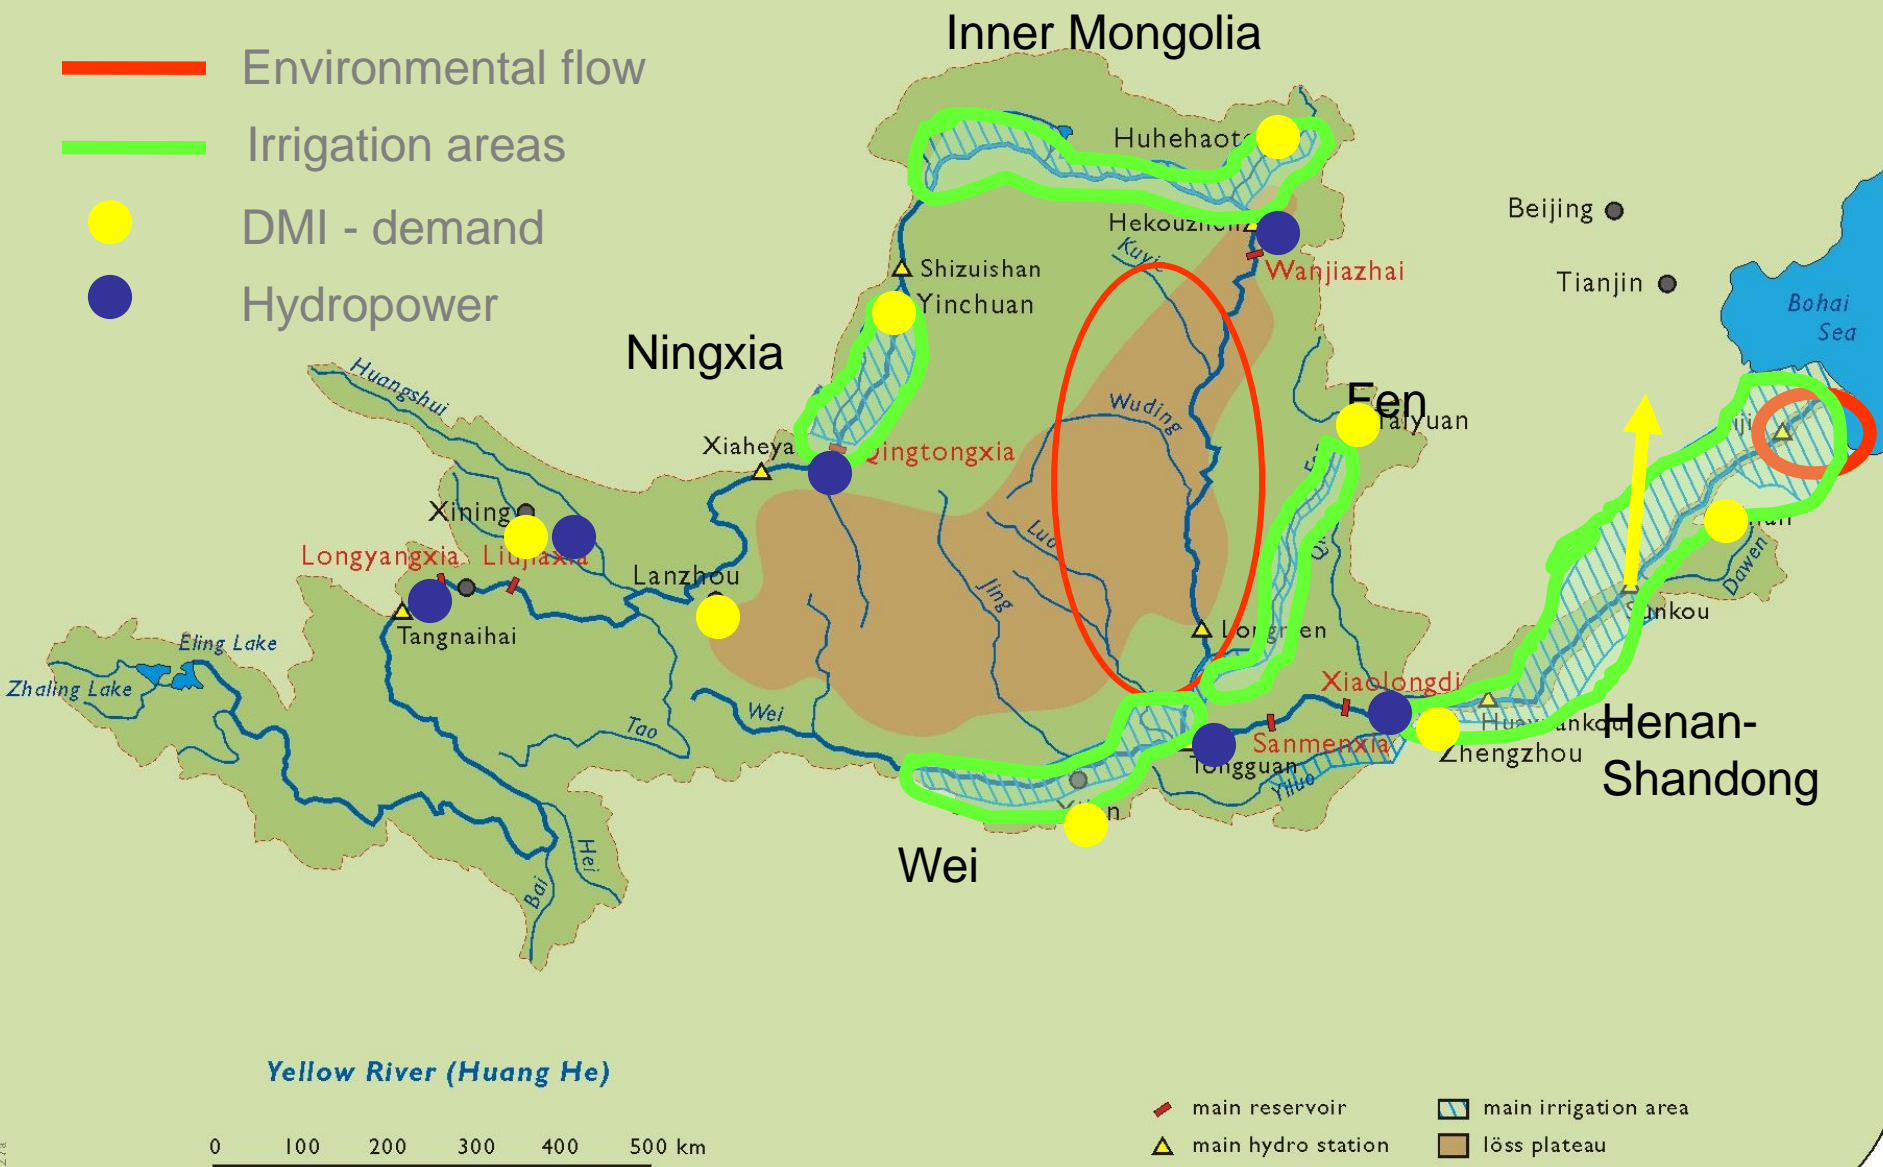 Inner Mongolia
Environmental flow
Irrigation areas
DMI - demand
Hydropower
Huhehaot
Beijing
Hekouzhen
Kuye
Shizuishan
Wanjiazhai
Tianjin
Yinchuan
Bohai
Sea
Ningxia
Huangshui
Fen
Taiyuan
Wuding
Xiaheya
Qingtongxia
Xining
Longyangxia
Liujiaxia
Luo
Lanzhou
Jing
Dawen
Sunkou
Tangnaihai
Longmen
Eling Lake
Zhaling Lake
Xiaolongdi
Wei
Tao
Sanmenxia
Huayuankou
Henan-
Shandong
Tongguan
Zhengzhou
Yiluo
Wei
Hei
Bai
Yellow River (Huang He)
main reservoir
main irrigation area
main hydro station
löss plateau
0 100 200 300 400 500 km